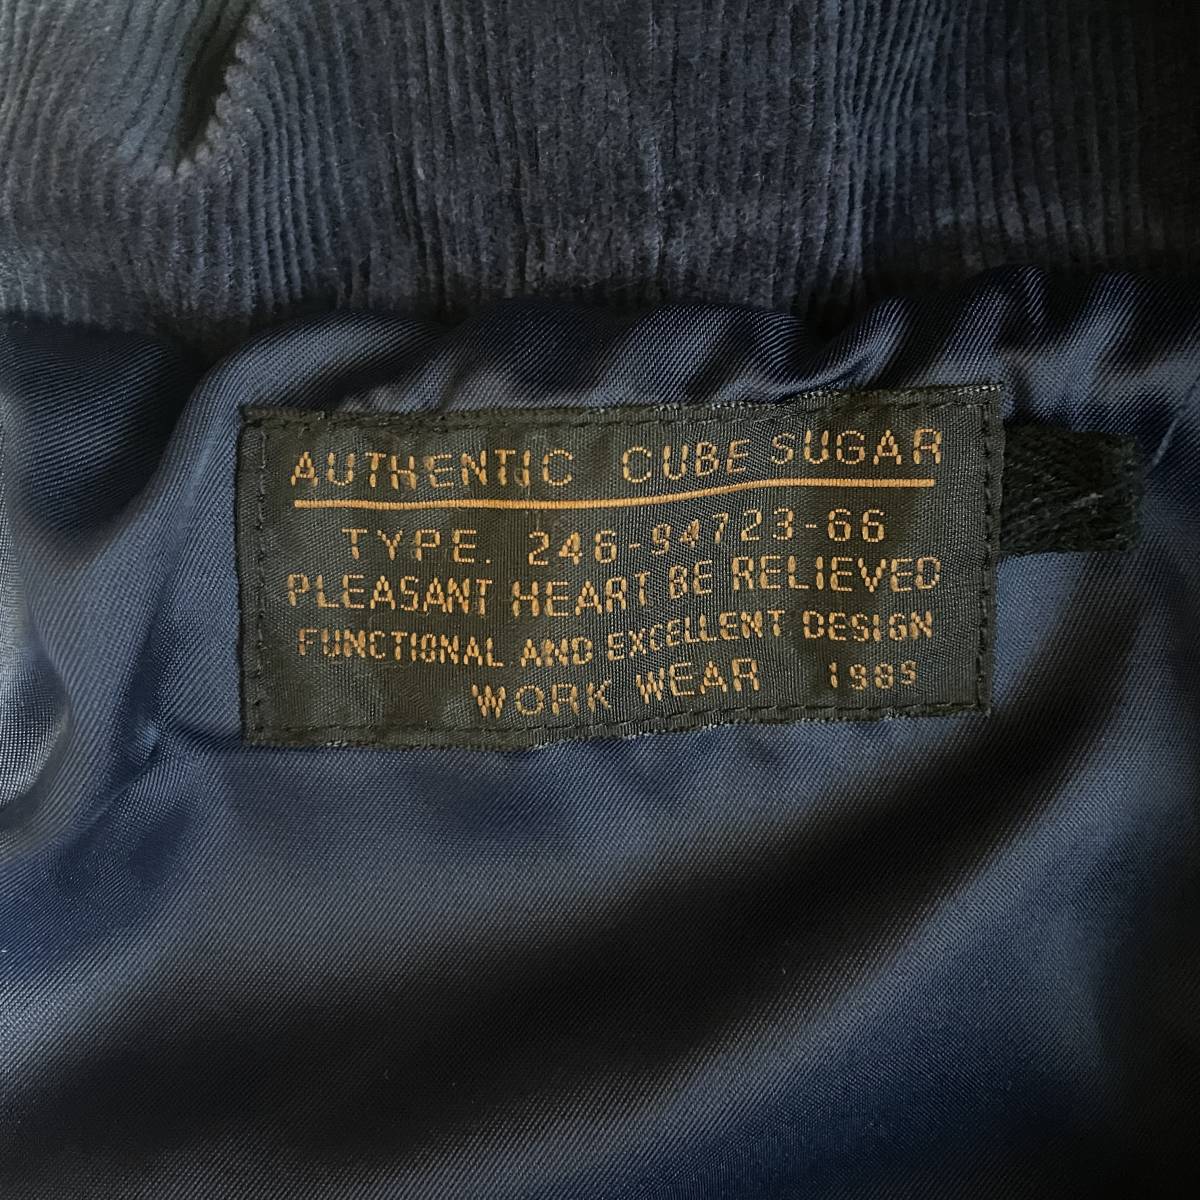 AUTHENTIC CUBE SUGAR
TYPE. 246-94723-66
PLEASANT HEART BE RELIEVED
FUNCTIONAL AND EXCELLENT DESIGN
WORK WEAR 1989